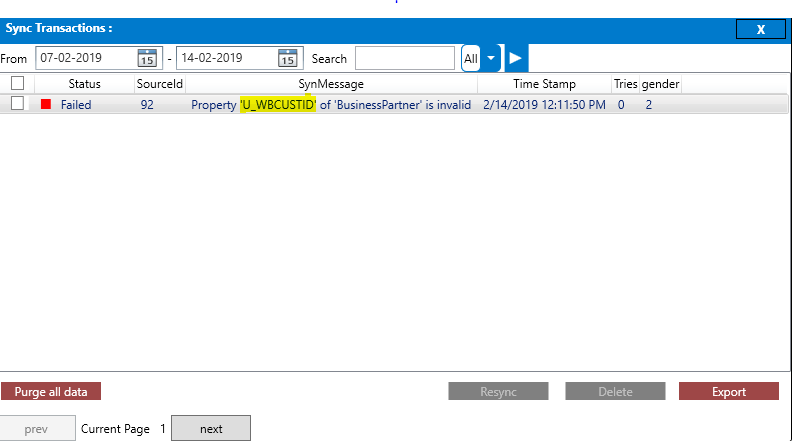 Sync Transactions :
X
From 07-02-2019 15 - 14-02-2019 15 Search All
Status SourceId SynMessage Time Stamp Tries gender
Failed 92 Property 'U_WBCUSTID' of 'BusinessPartner' is invalid 2/14/2019 12:11:50 PM 0 2
Purge all data Resync Delete Export
prev Current Page 1 next